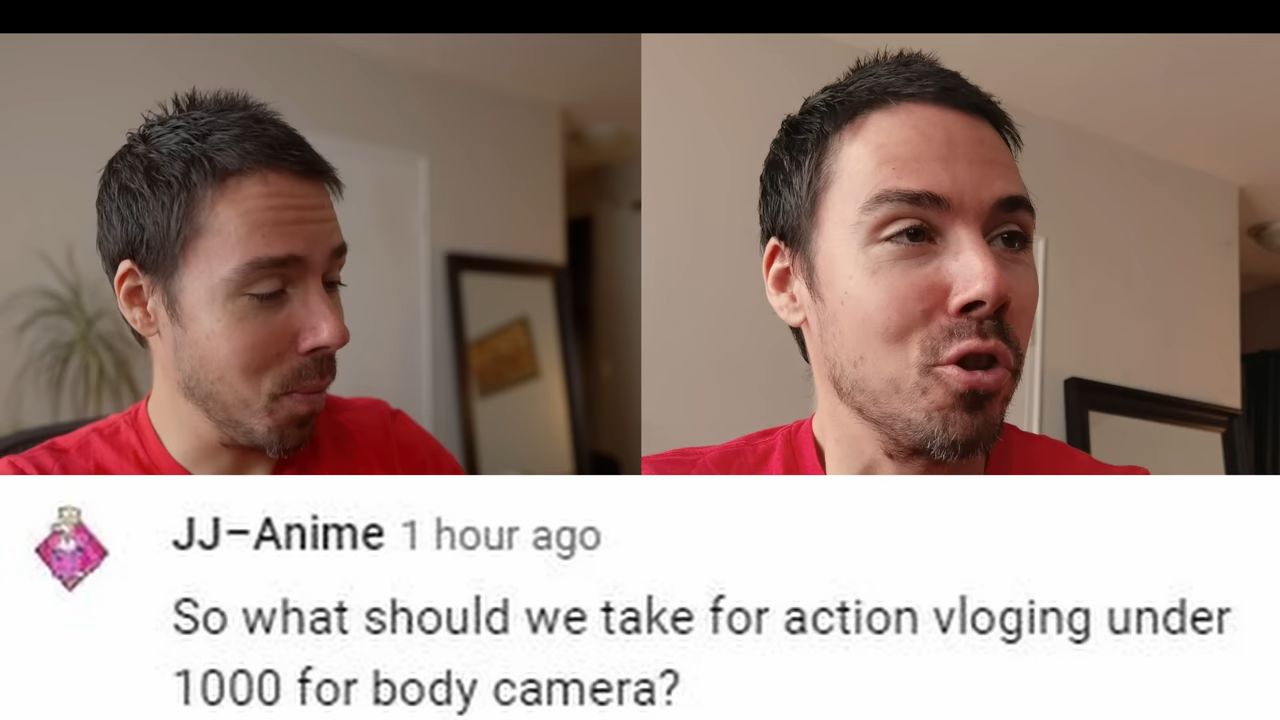 JJ-Anime 1 hour ago
So what should we take for action vloging under
1000 for body camera?